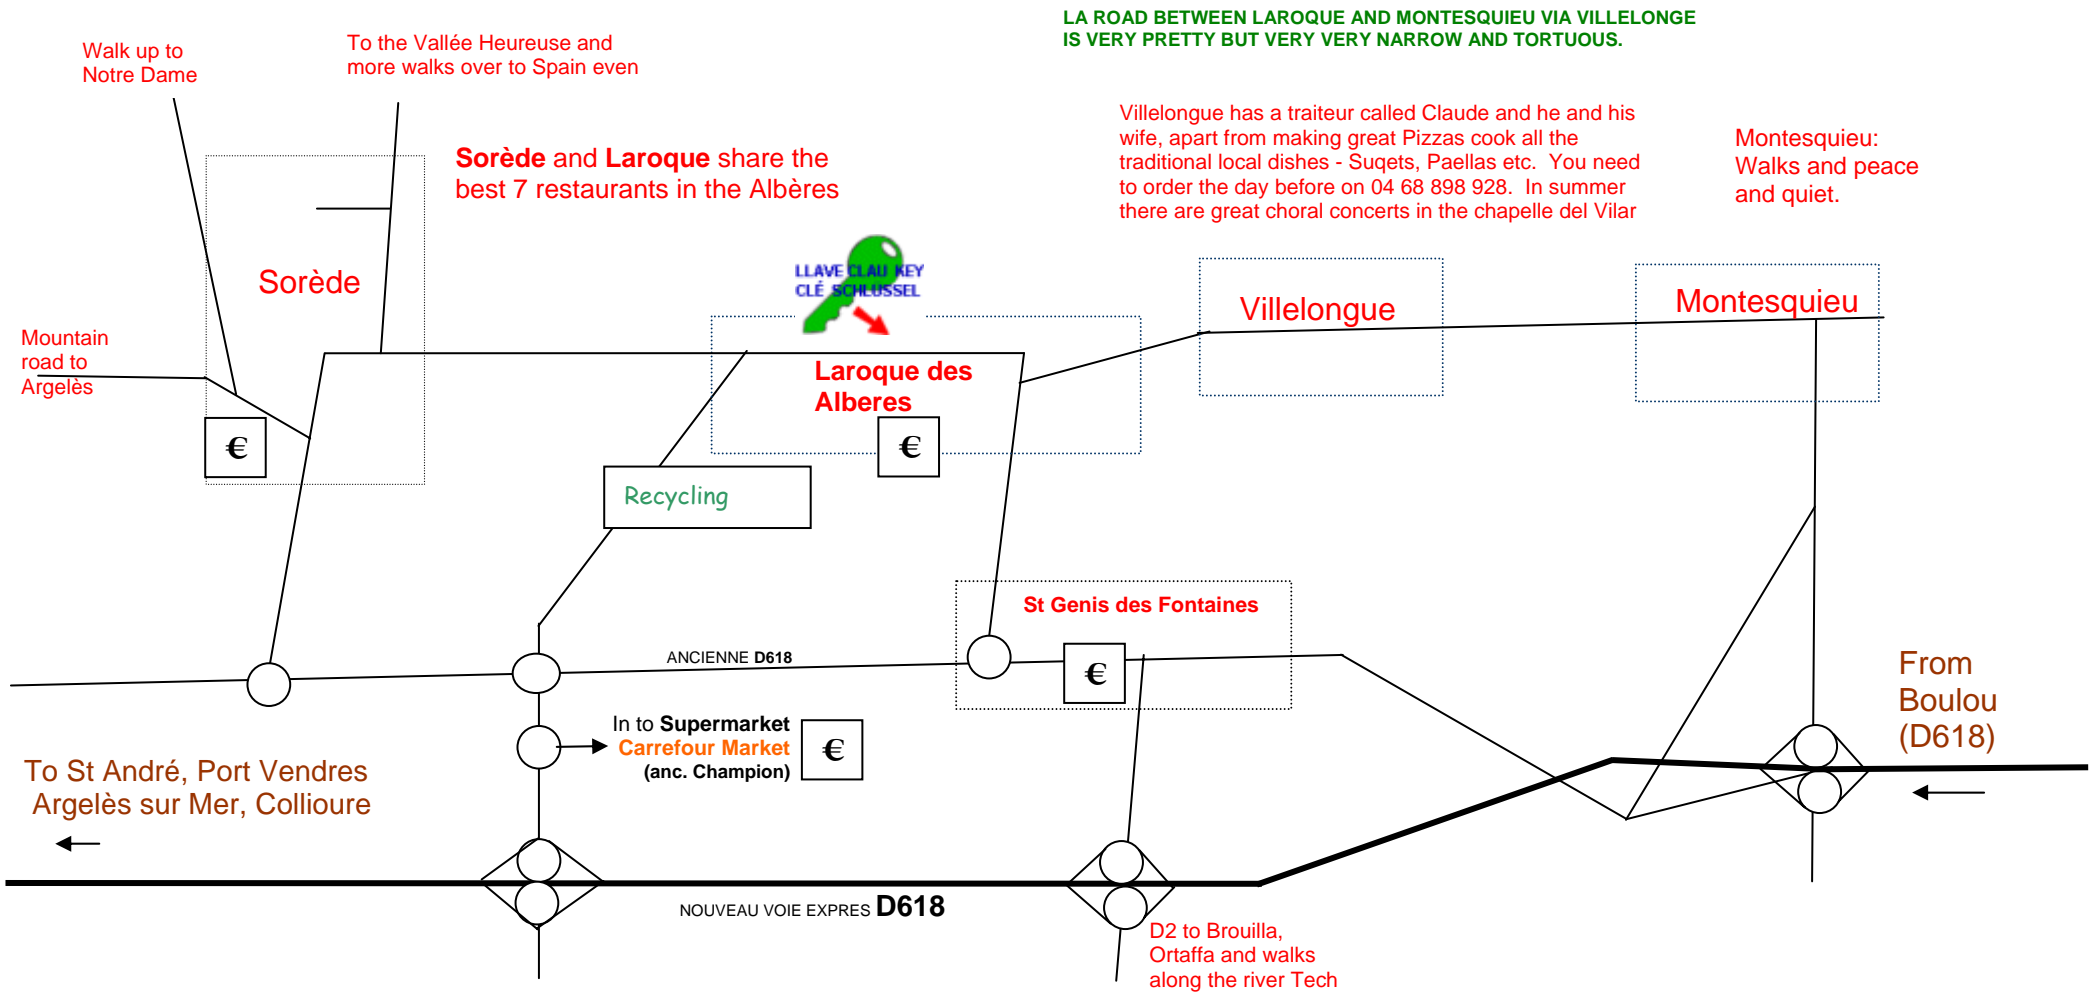 LA ROAD BETWEEN LAROQUE AND MONTESQUIEU VIA VILLELONGE
IS VERY PRETTY BUT VERY VERY NARROW AND TORTUOUS.
Walk up to
Notre Dame
To the Vallée Heureuse and
more walks over to Spain even
Sorède and Laroque share the
best 7 restaurants in the Albères
Villelongue has a traiteur called Claude and he and his
wife, apart from making great Pizzas cook all the
traditional local dishes - Suqets, Paellas etc. You need
to order the day before on 04 68 898 928. In summer
there are great choral concerts in the chapelle del Vilar
Montesquieu:
Walks and peace
and quiet.
Sorède
LLAVE CLAU KEY
CLÉ SCHLUSSEL
Villelongue
Montesquieu
Mountain
road to
Argelès
Laroque des
Alberes
€
€
Recycling
St Genis des Fontaines
ANCIENNE D618
€
From
Boulou
(D618)
In to Supermarket
Carrefour Market
(anc. Champion)
€
To St André, Port Vendres
Argelès sur Mer, Collioure
NOUVEAU VOIE EXPRES D618
D2 to Brouilla,
Ortaffa and walks
along the river Tech